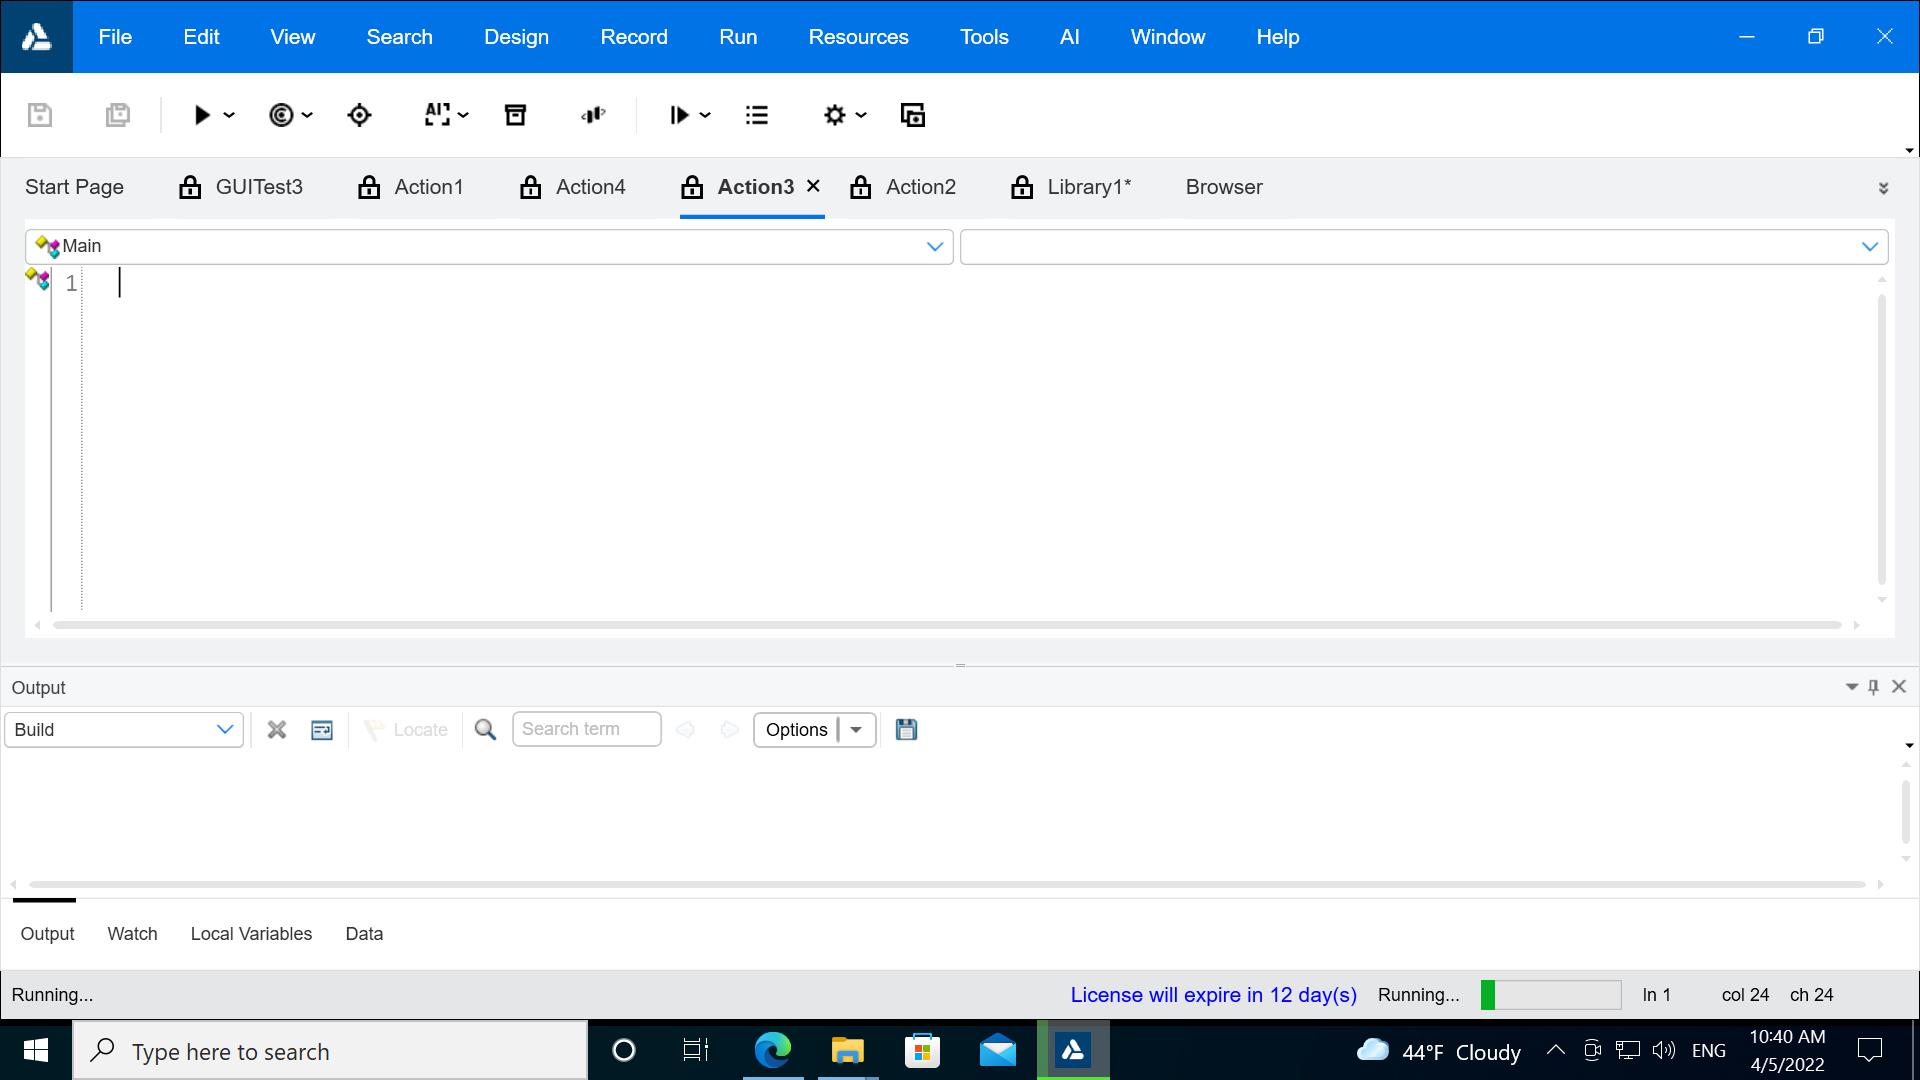 File Edit View Search Design Record Run Resources Tools AI Window Help
AI
Start Page GUITest3 Action1 Action4 Action3 Action2 Library1* Browser
Main
1
Output
Build Locate Search term Options
Output Watch Local Variables Data
Running... License will expire in 12 day(s) Running... ln 1 col 24 ch 24
Type here to search 44°F Cloudy ENG 10:40 AM
4/5/2022